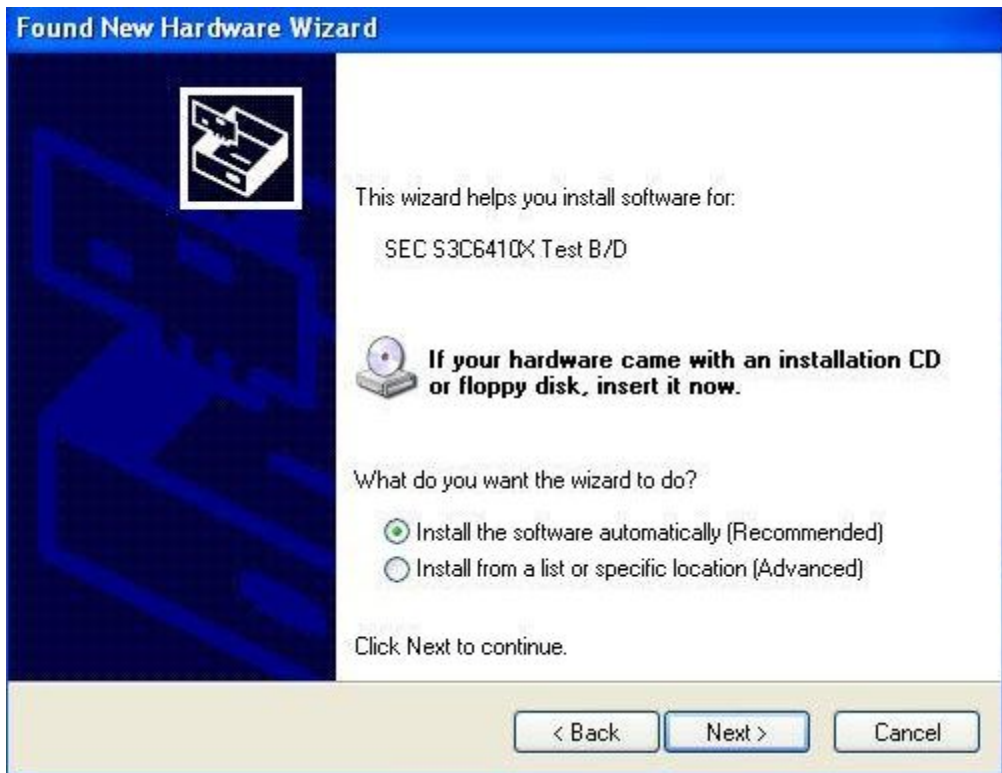 Found New Hardware Wizard
This wizard helps you install software for:
SEC S3C6410X Test B/D
If your hardware came with an installation CD
or floppy disk, insert it now.
What do you want the wizard to do?
Install the software automatically (Recommended)
Install from a list or specific location (Advanced)
Click Next to continue.
< Back Next > Cancel